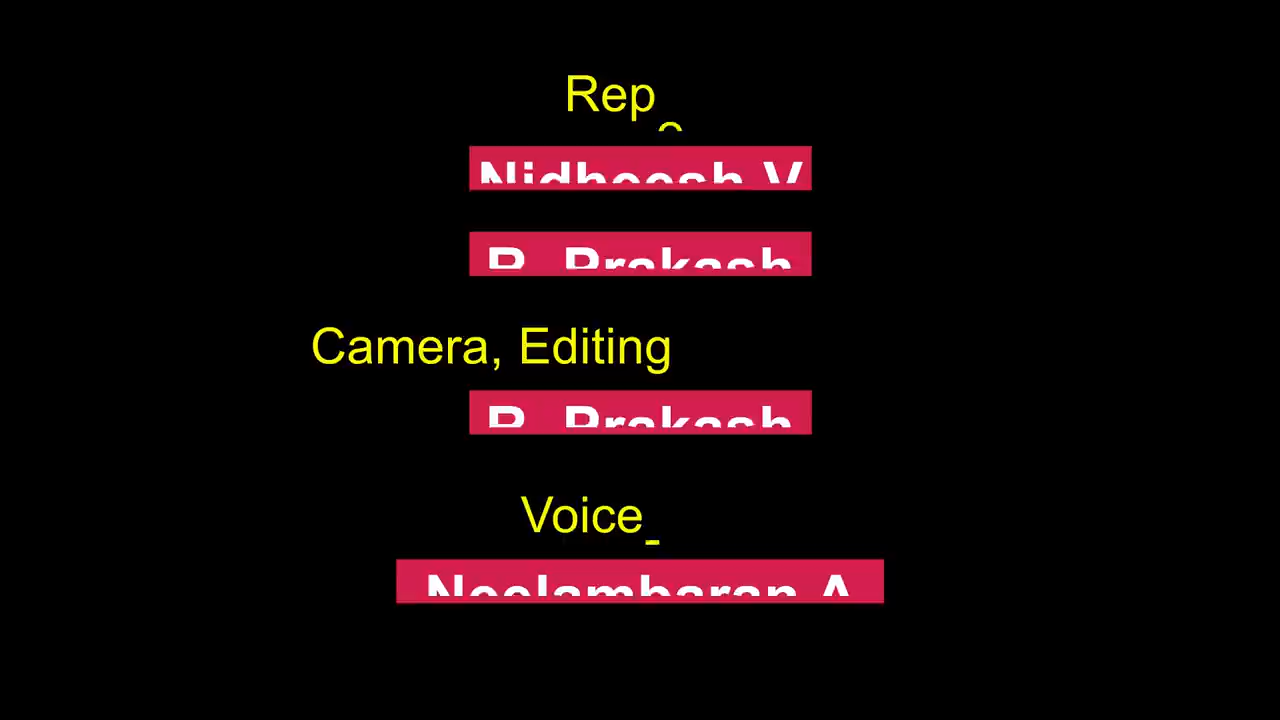 Rep
Nidheesh V
R. Prakash
Camera, Editing
R. Prakash
Voice
Neelambaran A